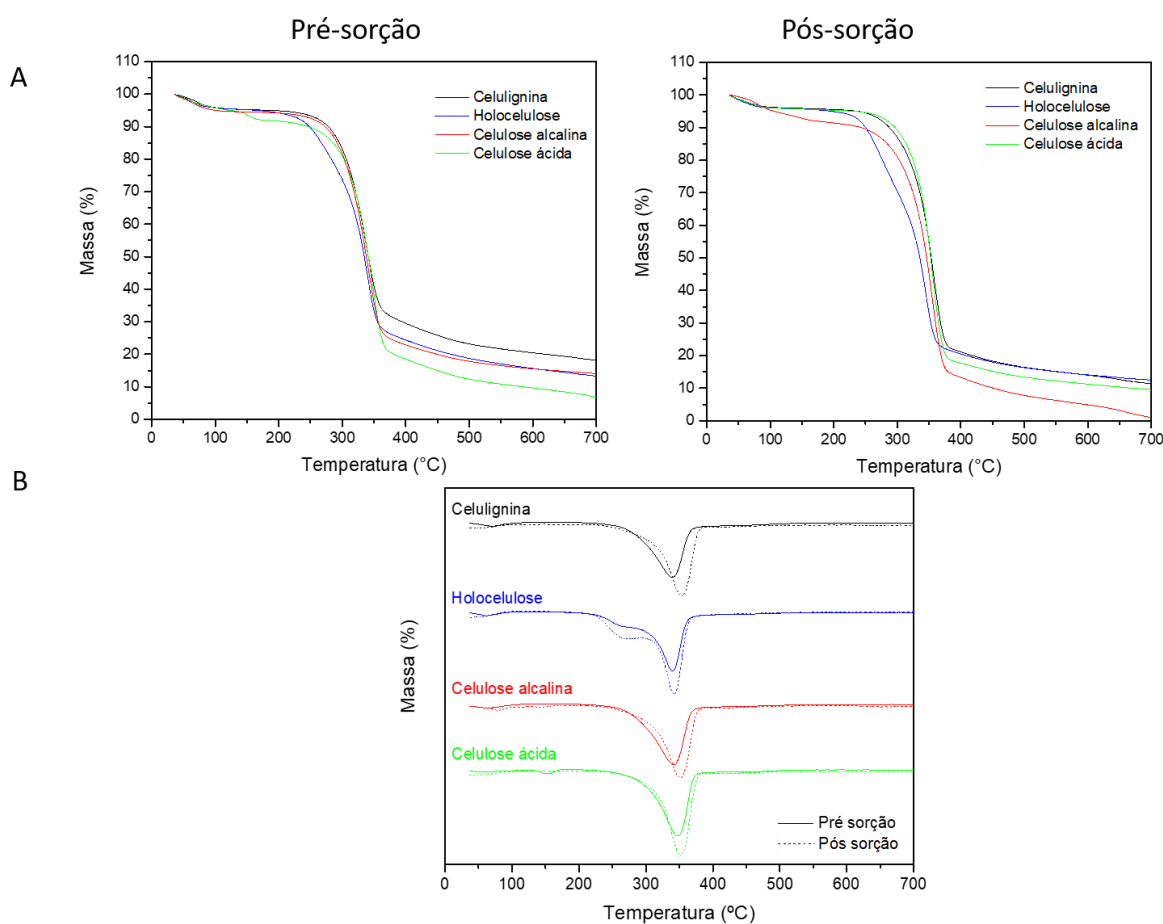 Pré-sorção
Pós-sorção
A
110
100
90
80
70
60
50
40
30
20
10
0
Massa (%)
Celulignina
Holocelulose
Celulose alcalina
Celulose ácida
0 100 200 300 400 500 600 700
Temperatura (°C)
110
100
90
80
70
60
50
40
30
20
10
0
Massa (%)
Celulignina
Holocelulose
Celulose alcalina
Celulose ácida
0 100 200 300 400 500 600 700
Temperatura (°C)
B
Massa (%)
Celulignina
Holocelulose
Celulose alcalina
Celulose ácida
Pré sorção
Pós sorção
0 100 200 300 400 500 600 700
Temperatura (ºC)